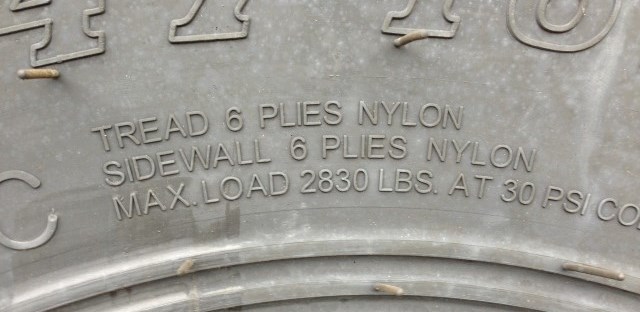 TREAD 6 PLIES NYLON
SIDEWALL 6 PLIES NYLON
MAX. LOAD 2830 LBS. AT 30 PSI